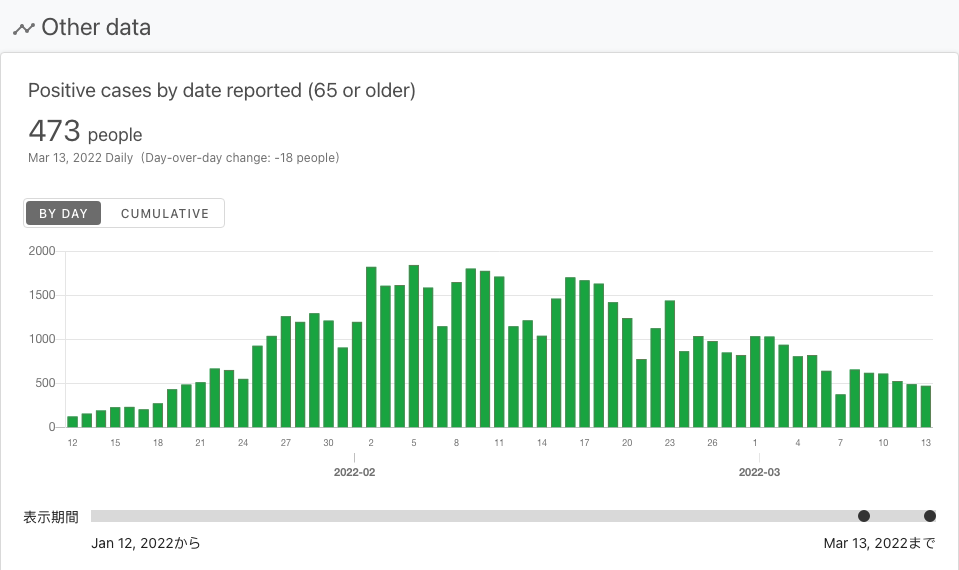 Other data
Positive cases by date reported (65 or older)
473 people
Mar 13, 2022 Daily (Day-over-day change: -18 people)
BY DAY CUMULATIVE
2000
1500
1000
500
0
12 15 18 21 24 27 30 2 5 8 11 14 17 20 23 26 1 4 7 10 13
2022-02 2022-03
表示期間
Jan 12, 2022から Mar 13, 2022まで